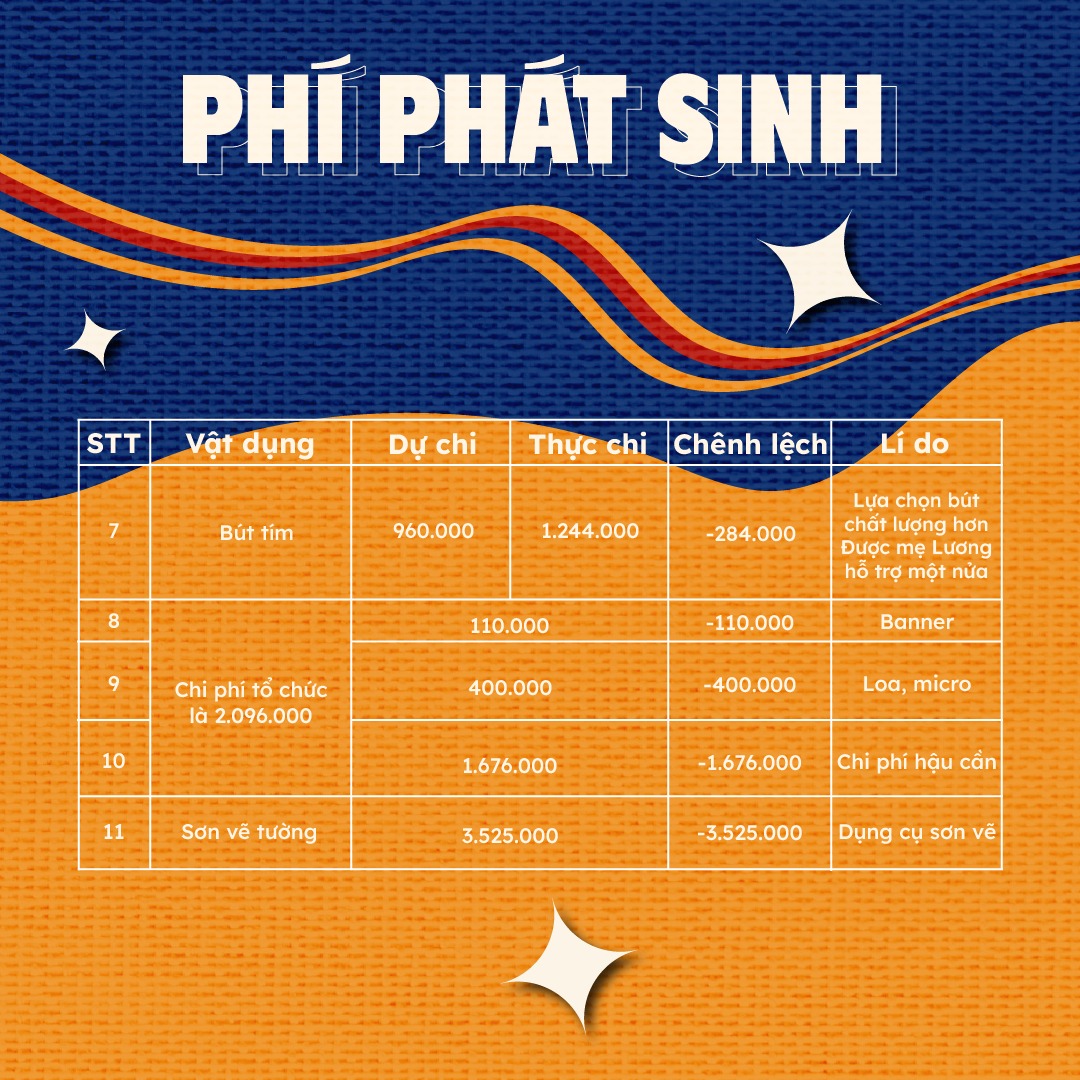 PHÍ PHÁT SINH
STT Vật dụng Dự chi Thực chi Chênh lệch Lí do
7 Bút tím 960.000 1.244.000 -284.000 Lựa chọn bút
chất lượng hơn
Được mẹ Lương
hỗ trợ một nửa
8 110.000 -110.000 Banner
Chi phí tổ chức
là 2.096.000
9 400.000 -400.000 Loa, micro
10 1.676.000 -1.676.000 Chi phí hậu cần
11 Sơn vẽ tường 3.525.000 -3.525.000 Dụng cụ sơn vẽ